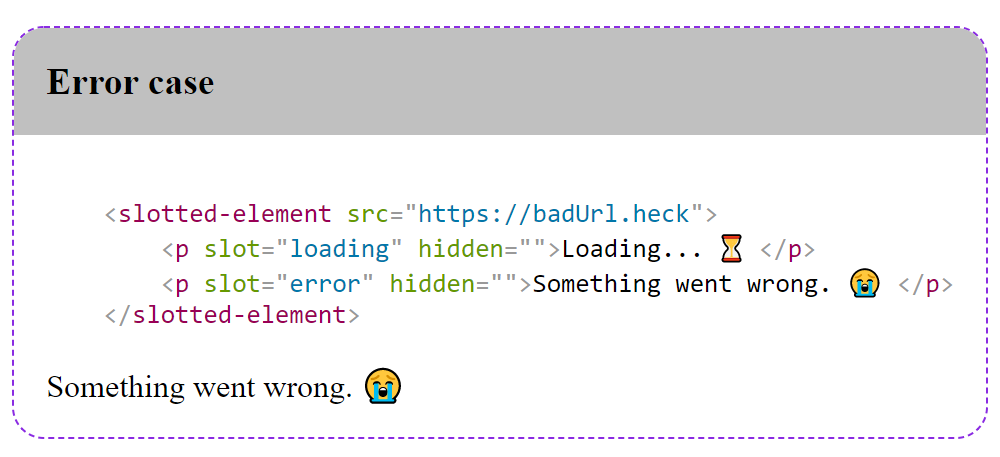 Error case
<slotted-element src="https://badUrl.heck">
<p slot="loading" hidden="">Loading... ⏳ </p>
<p slot="error" hidden="">Something went wrong. 😭 </p>
</slotted-element>
Something went wrong. 😭